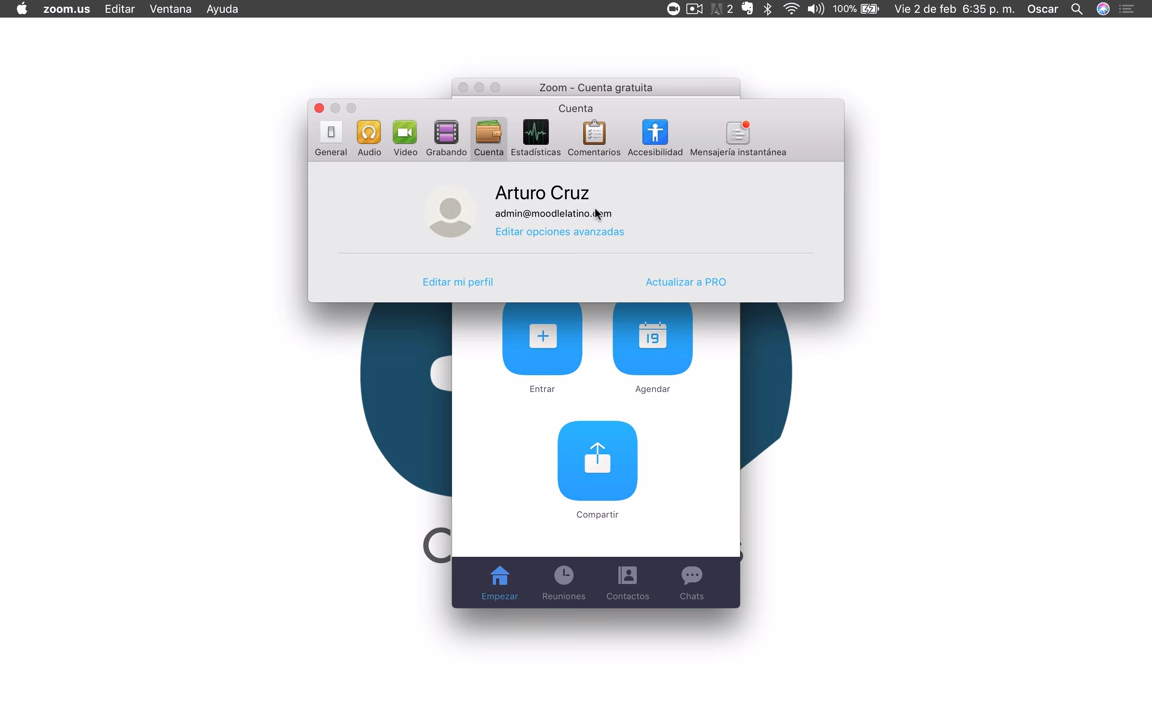 zoom.us Editar Ventana Ayuda 2 100% Vie 2 de feb 6:35 p. m. Oscar
Zoom - Cuenta gratuita
Cuenta
General Audio Video Grabando Cuenta Estadísticas Comentarios Accesibilidad Mensajería instantánea
Arturo Cruz
Editar opciones avanzadas
Editar mi perfil Actualizar a PRO
19
Entrar Agendar
Compartir
Empezar Reuniones Contactos Chats